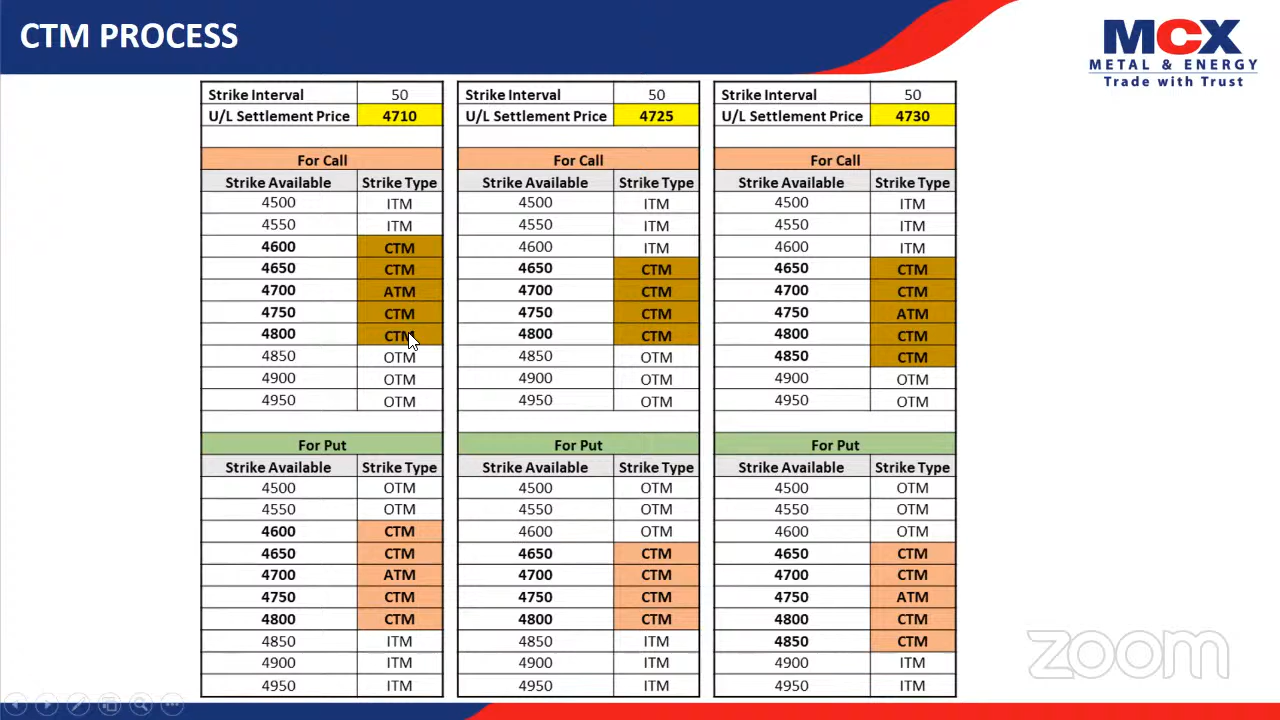 CTM PROCESS
MCX
METAL & ENERGY
Trade with Trust
Strike Interval 50
U/L Settlement Price 4710
For Call
Strike Available Strike Type
4500 ITM
4550 ITM
4600 CTM
4650 CTM
4700 ATM
4750 CTM
4800 CTM
4850 OTM
4900 OTM
4950 OTM
For Put
Strike Available Strike Type
4500 OTM
4550 OTM
4600 CTM
4650 CTM
4700 ATM
4750 CTM
4800 CTM
4850 ITM
4900 ITM
4950 ITM
Strike Interval 50
U/L Settlement Price 4725
For Call
Strike Available Strike Type
4500 ITM
4550 ITM
4600 ITM
4650 CTM
4700 CTM
4750 CTM
4800 CTM
4850 OTM
4900 OTM
4950 OTM
For Put
Strike Available Strike Type
4500 OTM
4550 OTM
4600 OTM
4650 CTM
4700 CTM
4750 CTM
4800 CTM
4850 ITM
4900 ITM
4950 ITM
Strike Interval 50
U/L Settlement Price 4730
For Call
Strike Available Strike Type
4500 ITM
4550 ITM
4600 ITM
4650 CTM
4700 CTM
4750 ATM
4800 CTM
4850 CTM
4900 OTM
4950 OTM
For Put
Strike Available Strike Type
4500 OTM
4550 OTM
4600 OTM
4650 CTM
4700 CTM
4750 ATM
4800 CTM
4850 CTM
4900 ITM
4950 ITM
zoom